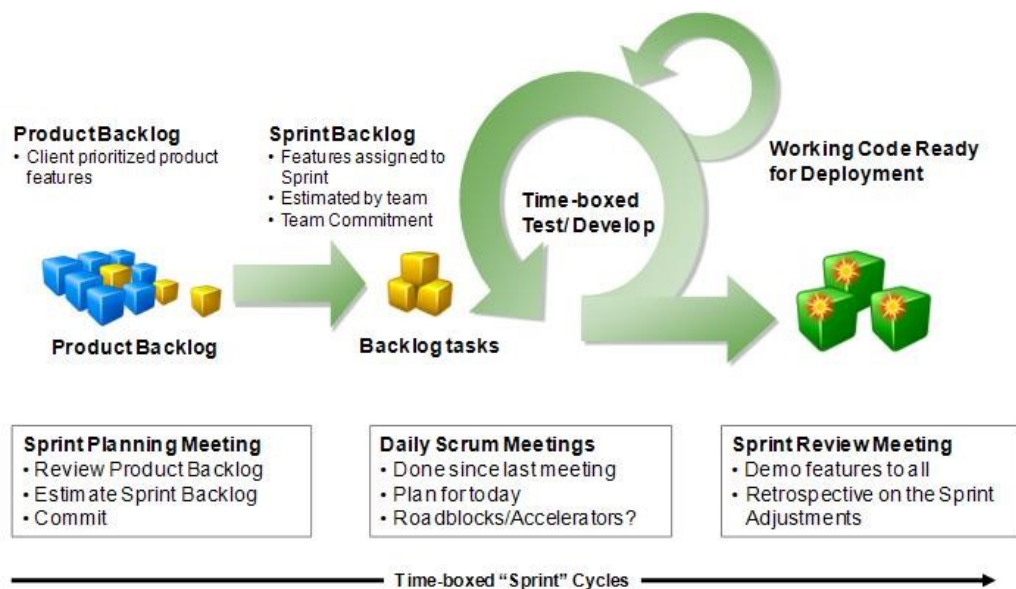 Product Backlog
• Client prioritized product
features
Sprint Backlog
• Features assigned to
Sprint
• Estimated by team
• Team Commitment
Time-boxed
Test/ Develop
Working Code Ready
for Deployment
Product Backlog
Backlog tasks
Sprint Planning Meeting
• Review Product Backlog
• Estimate Sprint Backlog
• Commit
Daily Scrum Meetings
• Done since last meeting
• Plan for today
• Roadblocks/Accelerators?
Sprint Review Meeting
• Demo features to all
• Retrospective on the Sprint
Adjustments
Time-boxed “Sprint” Cycles